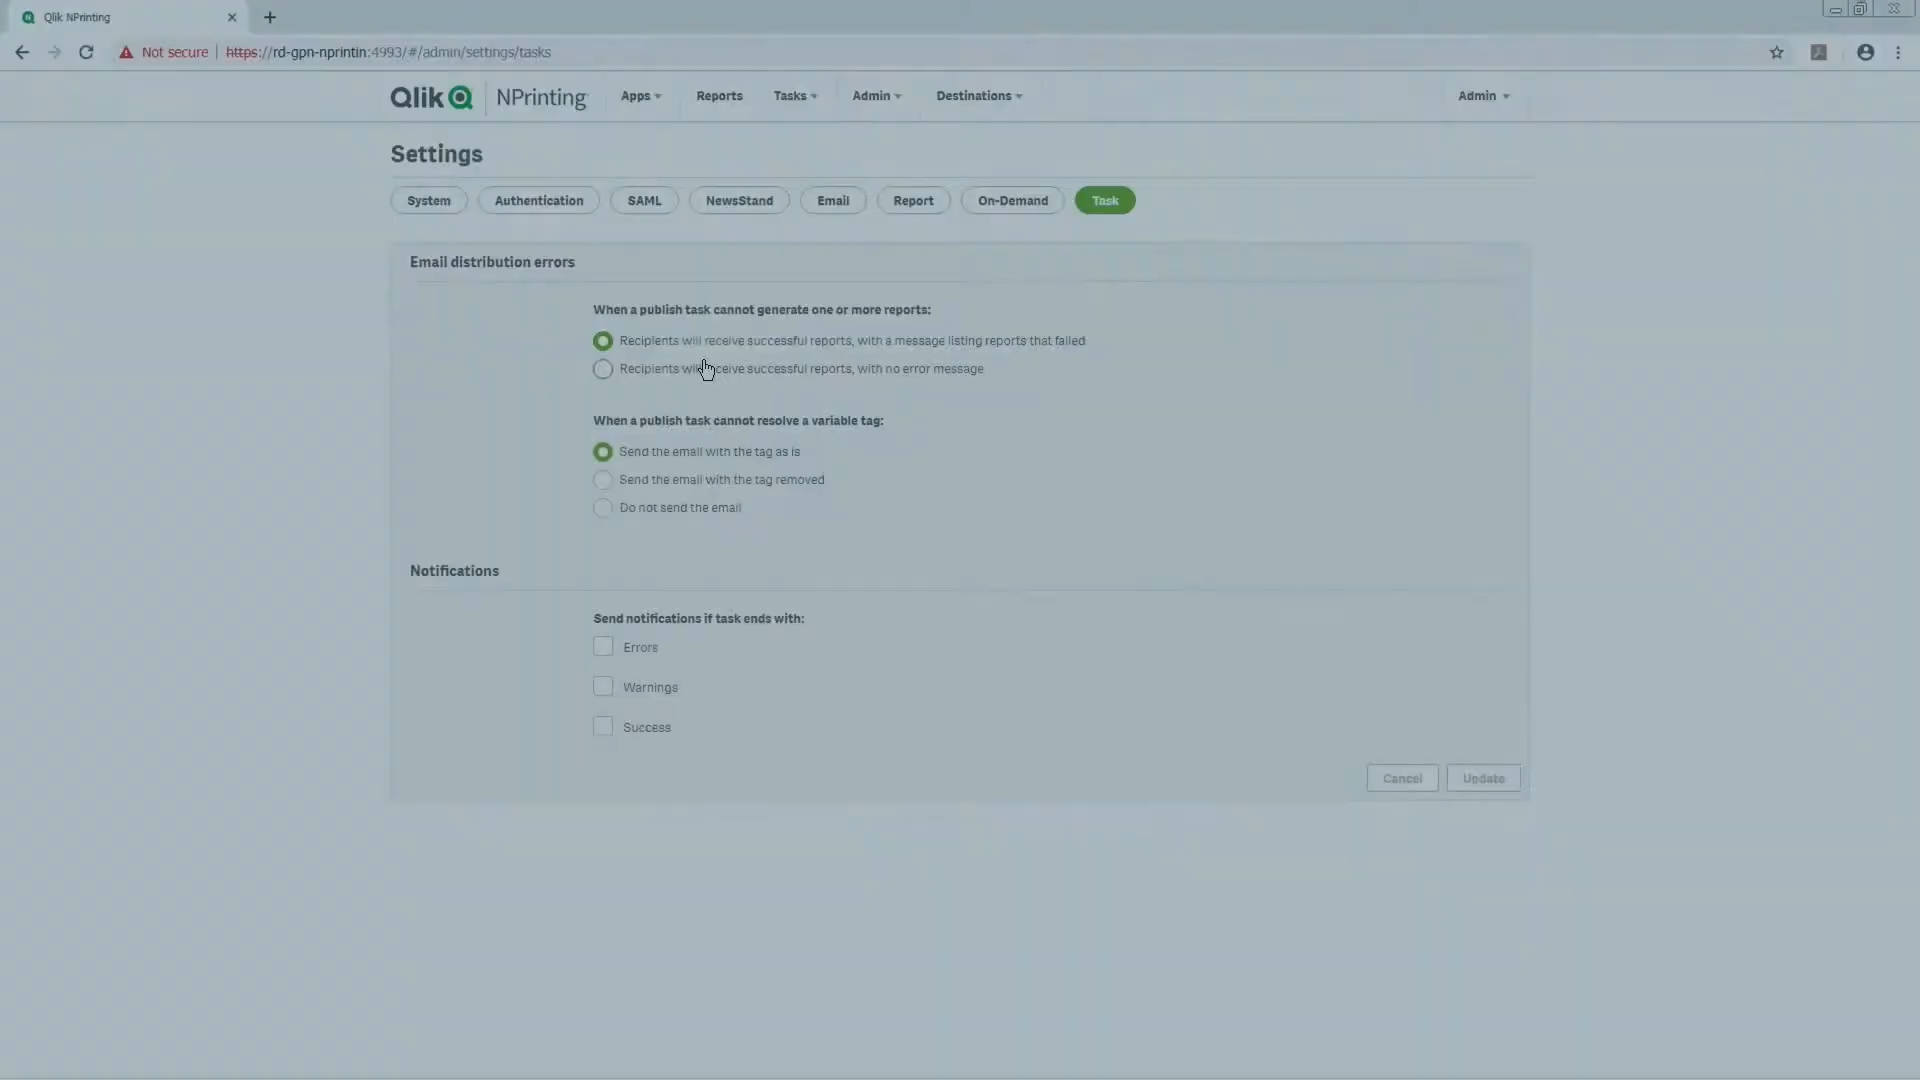 Qlik NPrinting
Not secure | https://rd-gpn-nprintin:4993/#/admin/settings/tasks
Qlik NPrinting Apps Reports Tasks Admin Destinations Admin
Settings
System Authentication SAML NewsStand Email Report On-Demand Task
Email distribution errors
When a publish task cannot generate one or more reports:
Recipients will receive successful reports, with a message listing reports that failed
Recipients will receive successful reports, with no error message
When a publish task cannot resolve a variable tag:
Send the email with the tag as is
Send the email with the tag removed
Do not send the email
Notifications
Send notifications if task ends with:
Errors
Warnings
Success
Cancel Update